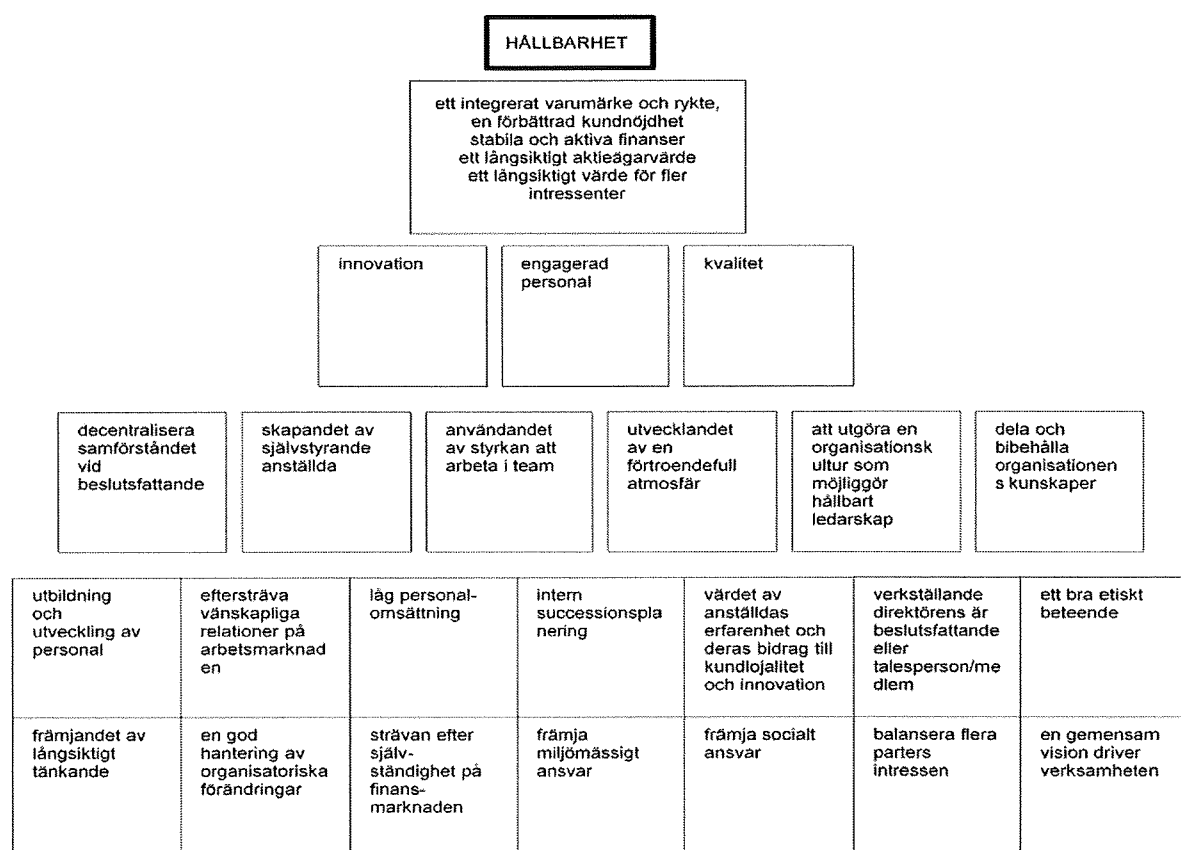 HÅLLBARHET
ett integrerat varumärke och rykte,
en förbättrad kundnöjdhet
stabila och aktiva finanser
ett långsiktigt aktieägarvärde
ett långsiktigt värde för fler
intressenter
innovation
engagerad
personal
kvalitet
decentralisera
samförståndet
vid
beslutsfattande
skapandet av
självstyrande
anställda
användandet
av styrkan att
arbeta i team
utvecklandet
av en
förtroendefull
atmosfär
att utgöra en
organisationsk
ultur som
möjliggör
hållbart
ledarskap
dela och
bibehålla
organisationen
s kunskaper
utbildning
och
utveckling av
personal
eftersträva
vänskapliga
relationer på
arbetsmarknad
en
låg personal-
omsättning
intern
successionspla
nering
värdet av
anställdas
erfarenhet och
deras bidrag till
kundlojalitet
och innovation
verkställande
direktörens är
beslutsfattande
eller
talesperson/me
dlem
ett bra etiskt
beteende
främjandet av
långsiktigt
tänkande
en god
hantering av
organisatoriska
förändringar
strävan efter
själv-
ständighet på
finans-
marknaden
främja
miljömässigt
ansvar
främja socialt
ansvar
balansera flera
parters
intressen
en gemensam
vision driver
verksamheten